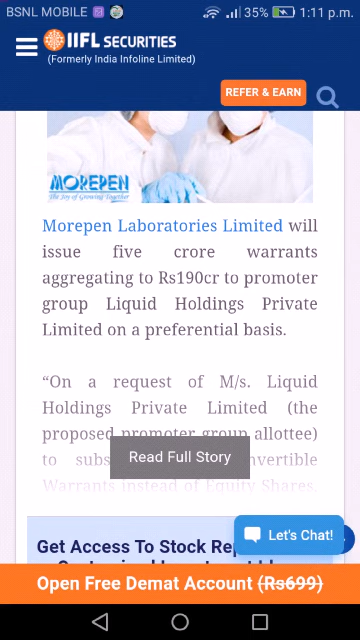 BSNL MOBILE 35% 1:11 p.m.
IIFL SECURITIES
(Formerly India Infoline Limited)
REFER & EARN
MOREPEN
The Joy of Growing Together
Morepen Laboratories Limited will
issue five crore warrants
aggregating to Rs190cr to promoter
group Liquid Holdings Private
Limited on a preferential basis.
“On a request of M/s. Liquid
Holdings Private Limited (the
proposed promoter group allottee)
to
Read Full Story
Warrants instead of Equity Shares,
Let's Chat!
Get Access To Stock
Open Free Demat Account (Rs699)